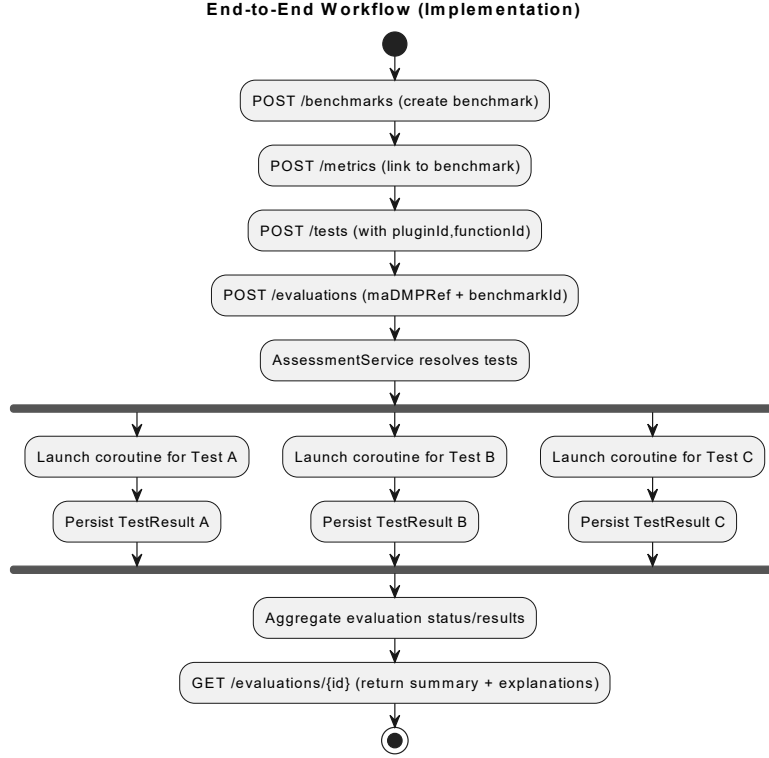 End-to-End Workflow (Implementation)
POST /benchmarks (create benchmark)
POST /metrics (link to benchmark)
POST /tests (with pluginId,functionId)
POST /evaluations (maDMPRef + benchmarkId)
AssessmentService resolves tests
Launch coroutine for Test A
Launch coroutine for Test B
Launch coroutine for Test C
Persist TestResult A
Persist TestResult B
Persist TestResult C
Aggregate evaluation status/results
GET /evaluations/{id} (return summary + explanations)